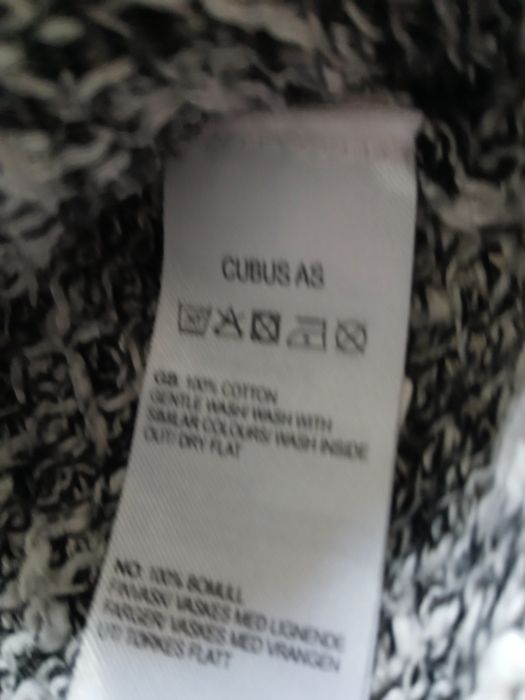 CUBUS AS
GB: 100% COTTON
GENTLE WASH/ WASH WITH
SIMILAR COLOURS/ WASH INSIDE
OUT/ DRY FLAT
NO: 100% BOMULL
FINVASK/ VASKES MED LIGNENDE
FARGER/ VASKES MED VRANGEN
UT/ TØRKES FLATT